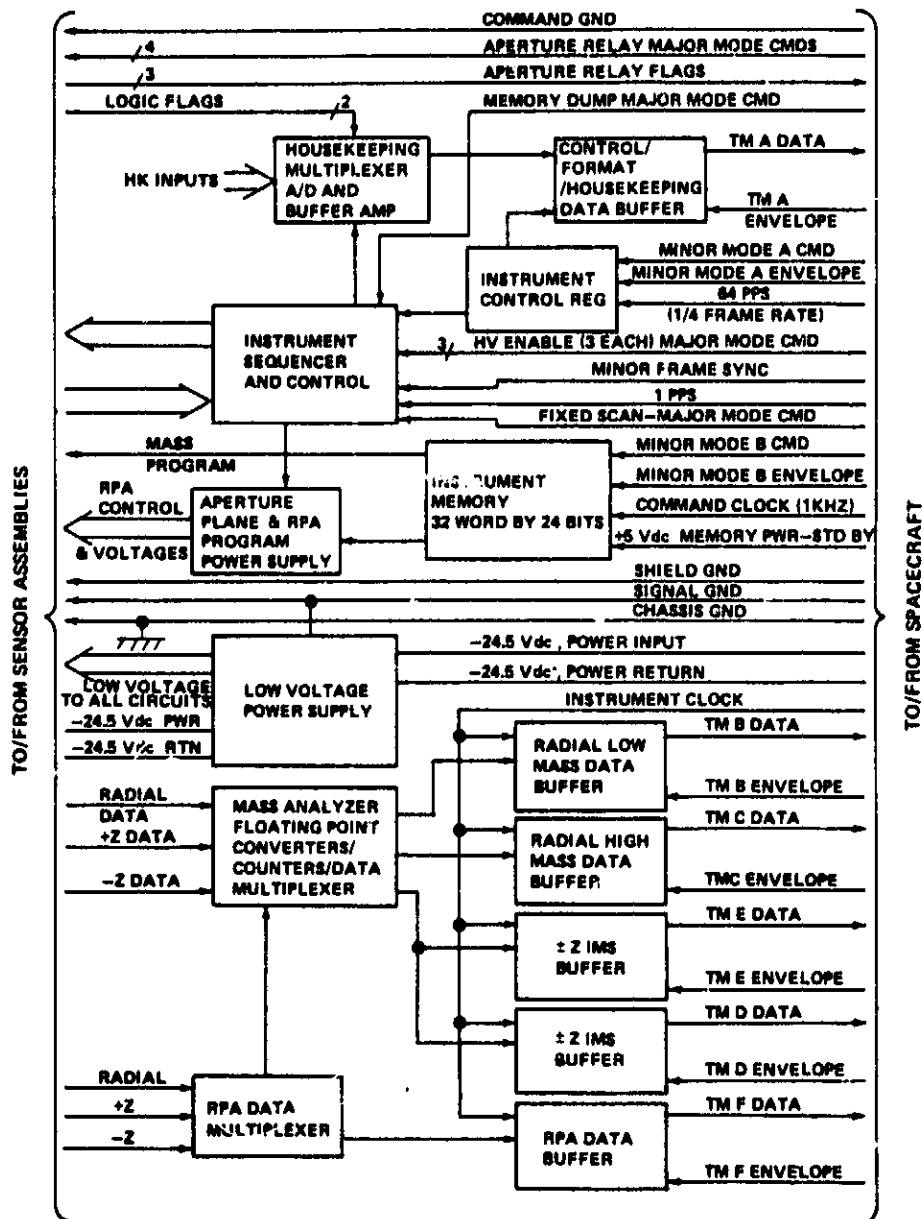 COMMAND GND
4
APERTURE RELAY MAJOR MODE CMDS
3
APERTURE RELAY FLAGS
LOGIC FLAGS
2
MEMORY DUMP MAJOR MODE CMD
HOUSEKEEPING
MULTIPLEXER
A/D AND
BUFFER AMP
HK INPUTS
CONTROL/
FORMAT
/HOUSEKEEPING
DATA BUFFER
TM A DATA
TM A
ENVELOPE
INSTRUMENT
CONTROL REG
MINOR MODE A CMD
MINOR MODE A ENVELOPE
64 PPS
(1/4 FRAME RATE)
INSTRUMENT
SEQUENCER
AND CONTROL
3/ HV ENABLE (3 EACH) MAJOR MODE CMD
MINOR FRAME SYNC
1 PPS
FIXED SCAN-MAJOR MODE CMD
MASS
PROGRAM
RPA
CONTROL
& VOLTAGES
APERTURE
PLANE & RPA
PROGRAM
POWER SUPPLY
MEMORY
32 WORD BY 24 BITS
MINOR MODE B CMD
MINOR MODE B ENVELOPE
COMMAND CLOCK (1KHZ)
+5 Vdc MEMORY PWR-STD BY
SHIELD GND
SIGNAL GND
CHASSIS GND
TO/FROM SENSOR ASSEMBLIES
TO/FROM SPACECRAFT
LOW VOLTAGE
TO ALL CIRCUITS
-24.5 Vdc PWR
-24.5 Vdc RTN
LOW VOLTAGE
POWER SUPPLY
-24.5 Vdc, POWER INPUT
-24.5 Vdc, POWER RETURN
INSTRUMENT CLOCK
RADIAL
DATA
+Z DATA
-Z DATA
MASS ANALYZER
FLOATING POINT
CONVERTERS/
COUNTERS/DATA
MULTIPLEXER
RADIAL LOW
MASS DATA
BUFFER
TM B DATA
TM B ENVELOPE
RADIAL HIGH
MASS DATA
BUFFER
TM C DATA
TMC ENVELOPE
± Z IMS
BUFFER
TM E DATA
TM E ENVELOPE
± Z IMS
BUFFER
TM D DATA
TM D ENVELOPE
RADIAL
+Z
-Z
RPA DATA
MULTIPLEXER
RPA DATA
BUFFER
TM F DATA
TM F ENVELOPE